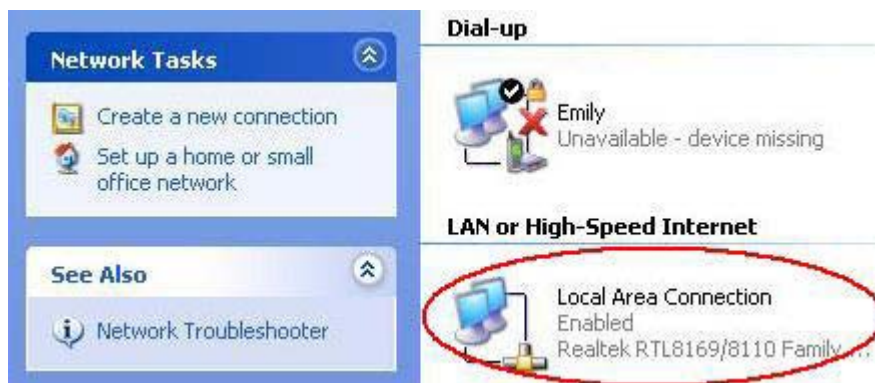 Network Tasks
Create a new connection
Set up a home or small
office network
See Also
Network Troubleshooter
Dial-up
Emily
Unavailable - device missing
LAN or High-Speed Internet
Local Area Connection
Enabled
Realtek RTL8169/8110 Family ...